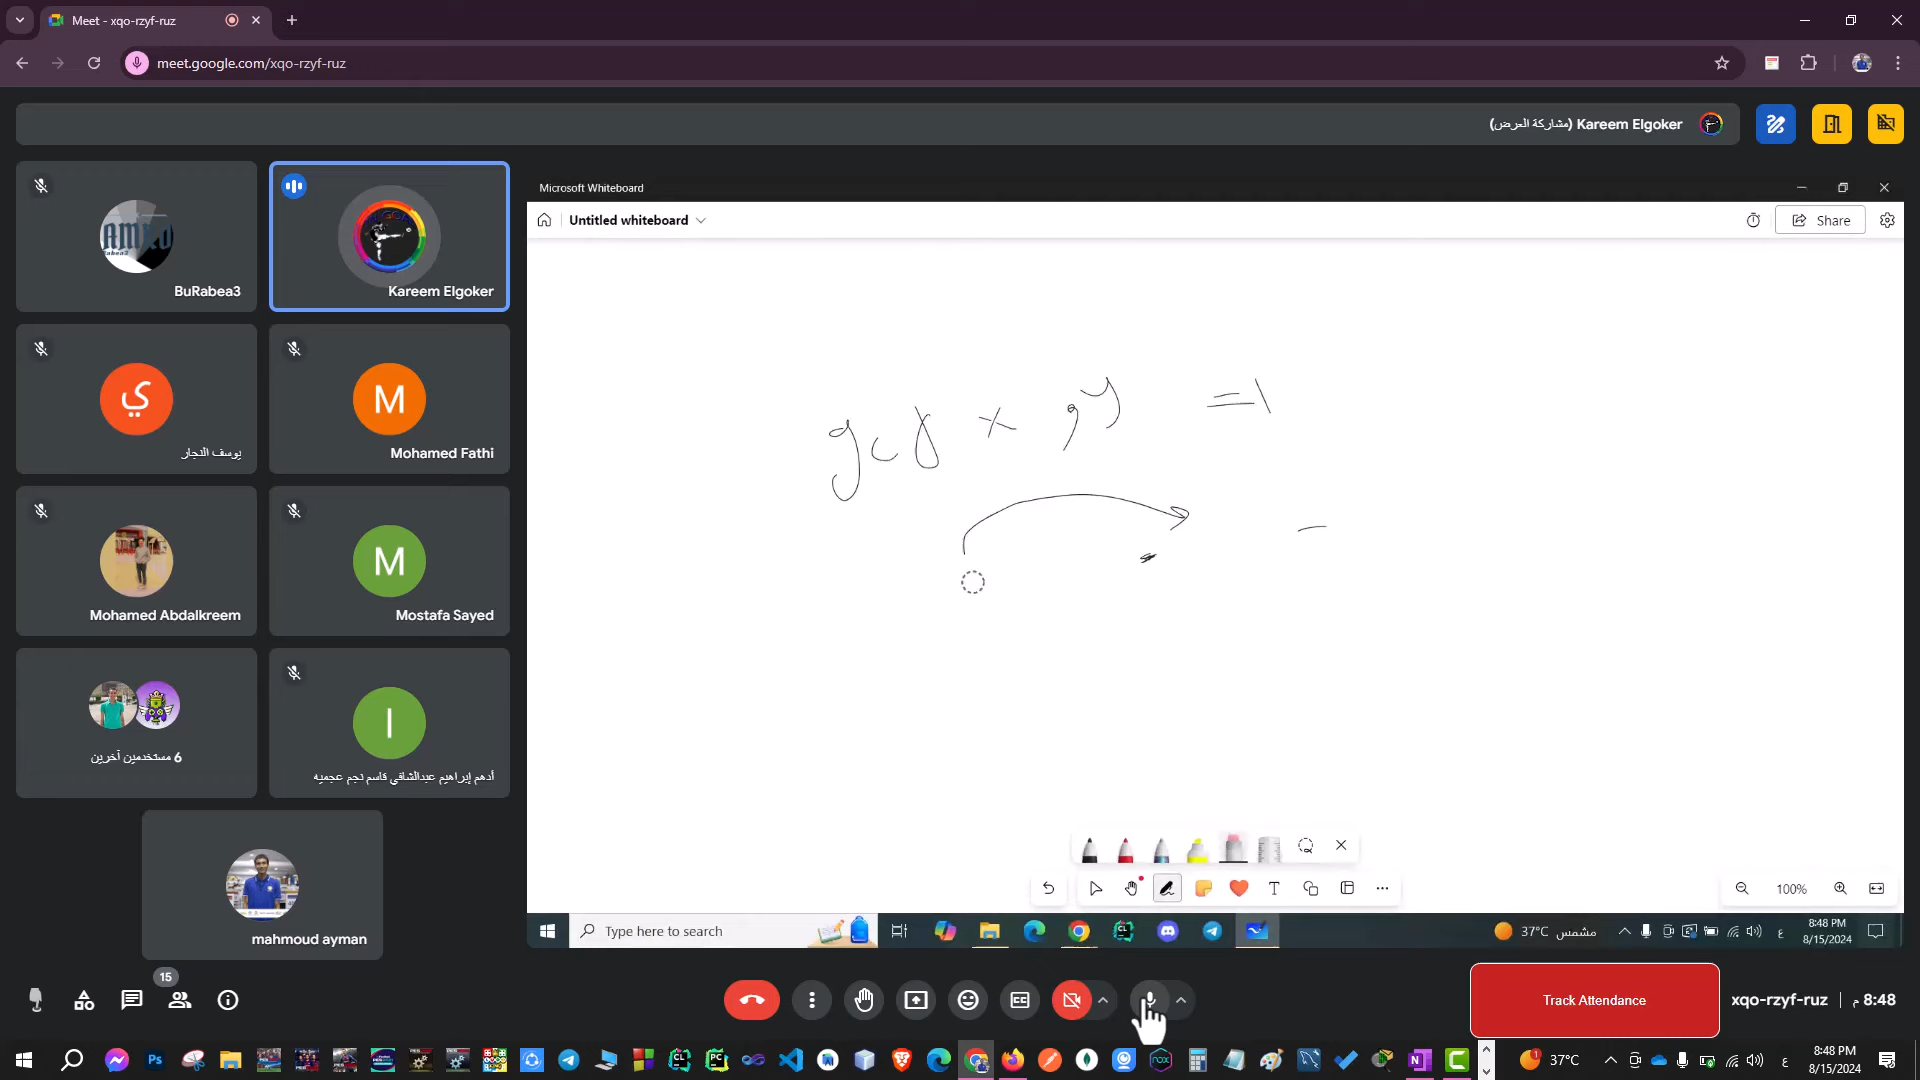 Meet - xqo-rzyf-ruz
meet.google.com/xqo-rzyf-ruz
Kareem Elgoker (مشاركة العرض)
BuRabea3
Kareem Elgoker
يوسف النجار
Mohamed Fathi
Mohamed Abdalkreem
Mostafa Sayed
6 مستخدمين آخرين
أدهم إبراهيم عبدالشافي قاسم نجم عجميه
mahmoud ayman
Microsoft Whiteboard
Untitled whiteboard
Share
gcd x , y = 1
100%
Type here to search
37°C مشمس
8:48 PM
8/15/2024
15
Track Attendance
xqo-rzyf-ruz
8:48 م
37°C
8:48 PM
8/15/2024